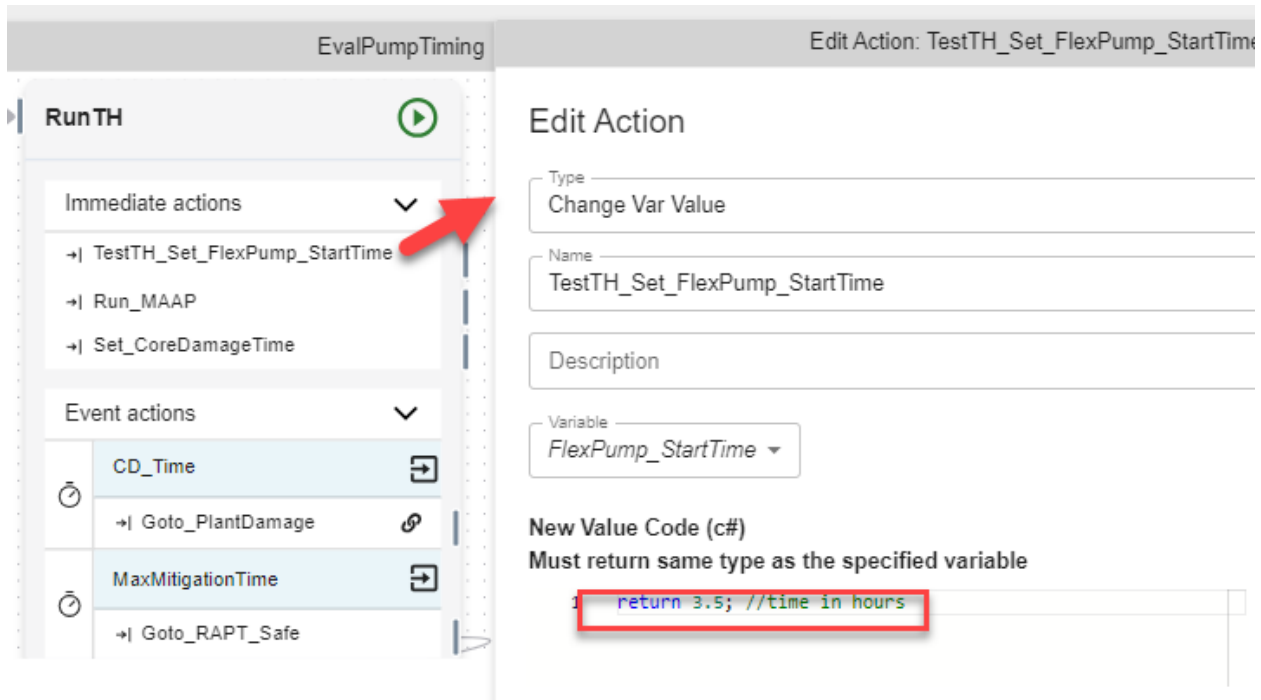 EvalPumpTiming
RunTH
Immediate actions
TestTH_Set_FlexPump_StartTime
Run_MAAP
Set_CoreDamageTime
Event actions
CD_Time
Goto_PlantDamage
MaxMitigationTime
Goto_RAPT_Safe
Edit Action: TestTH_Set_FlexPump_StartTime
Edit Action
Type
Change Var Value
Name
TestTH_Set_FlexPump_StartTime
Description
Variable
FlexPump_StartTime
New Value Code (c#)
Must return same type as the specified variable
1 return 3.5; //time in hours